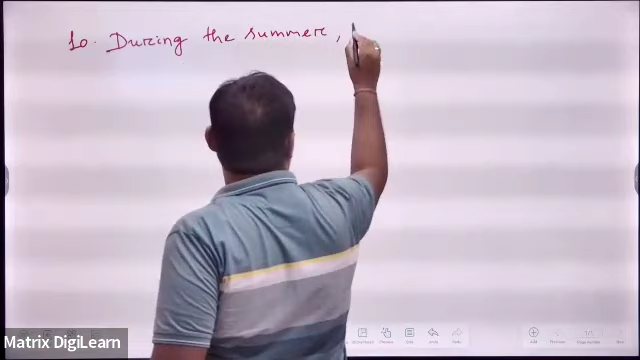 10. During the summer,
Matrix DigiLearn